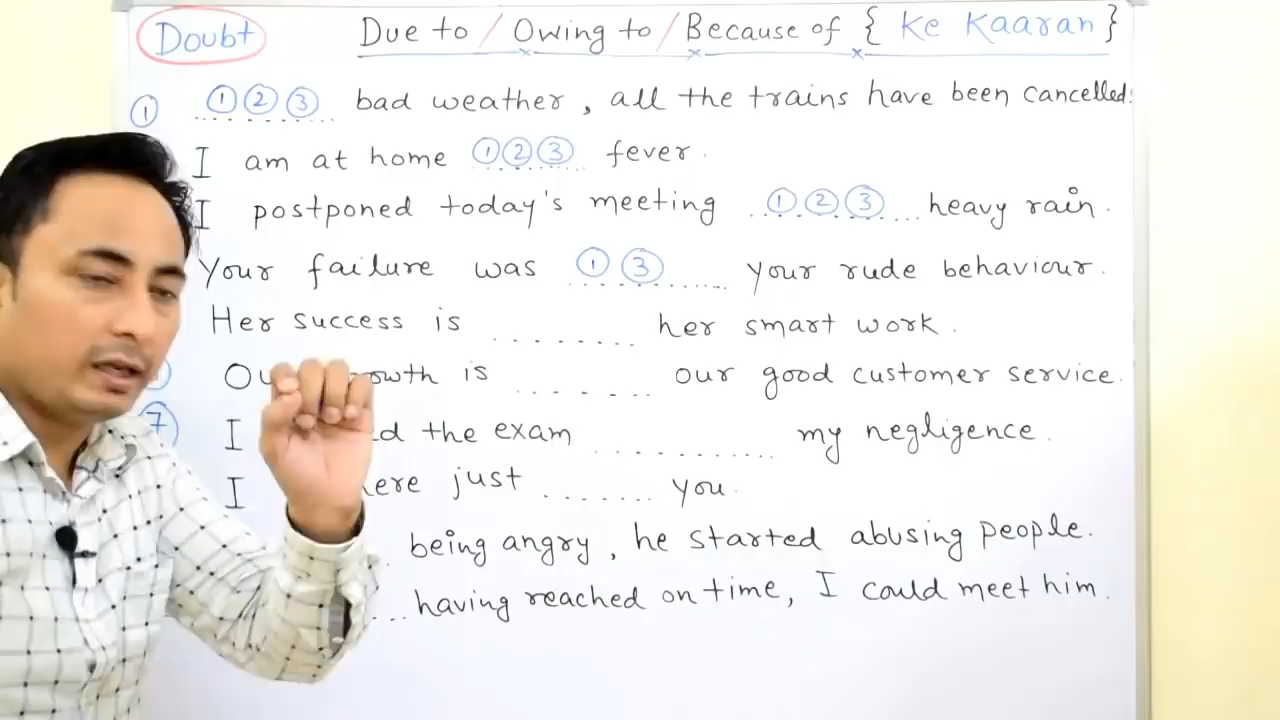 Doubt Due to / Owing to / Because of { Ke Kaaran }
① ①②③ bad weather, all the trains have been cancelled.
I am at home ①②③ fever.
I postponed today's meeting ..①②③... heavy rain.
Your failure was ①③ ....... your rude behaviour.
Her success is ........ her smart work.
is ....... our good customer service.
⑦ I the exam ............ my negligence.
I just ....... you.
being angry, he started abusing people.
... having reached on time, I could meet him.